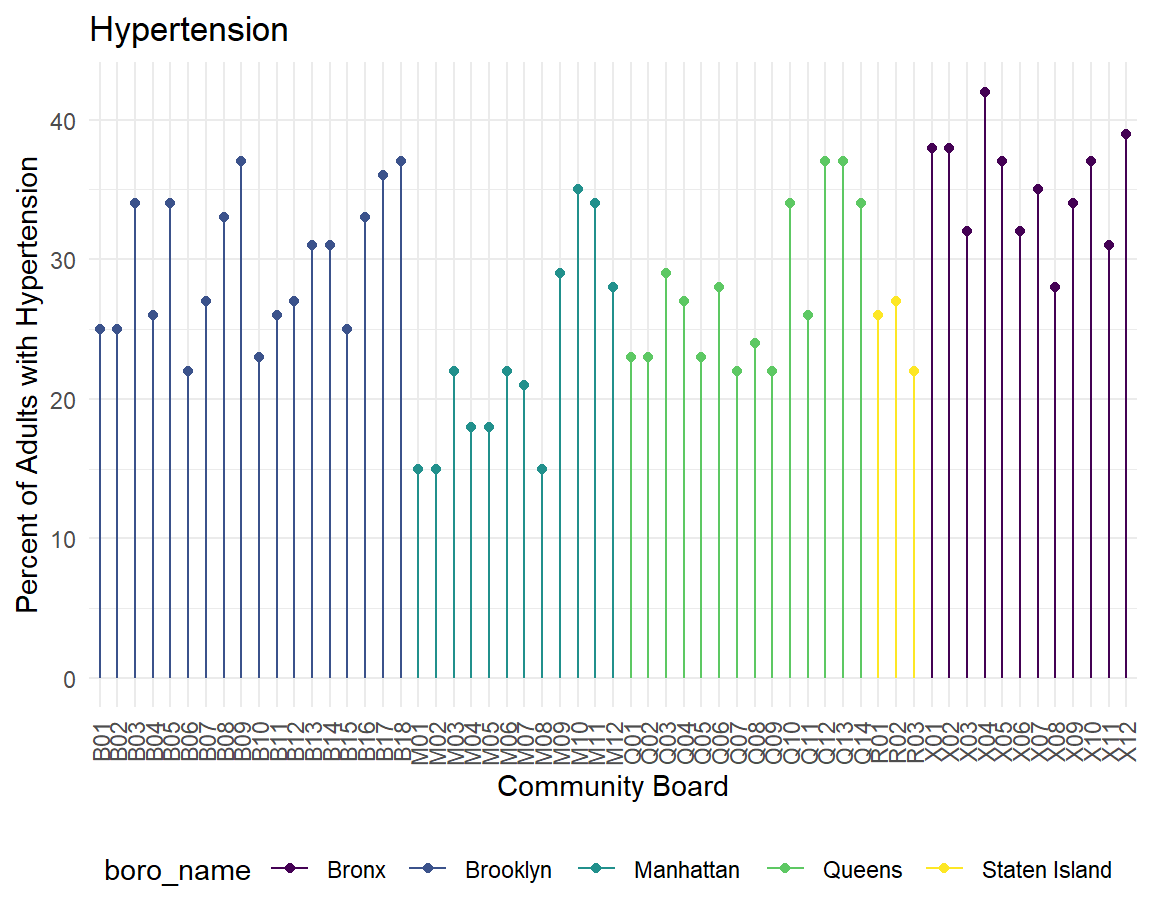 Hypertension
Percent of Adults with Hypertension
40
30
20
10
0
B01 B02 B03 B04 B05 B06 B07 B08 B09 B10 B11 B12 B13 B14 B15 B16 B17 B18 M01 M02 M03 M04 M05 M06 M07 M08 M09 M10 M11 M12 Q01 Q02 Q03 Q04 Q05 Q06 Q07 Q08 Q09 Q10 Q11 Q12 Q13 Q14 R01 R02 R03 X01 X02 X03 X04 X05 X06 X07 X08 X09 X10 X11 X12
Community Board
boro_name Bronx Brooklyn Manhattan Queens Staten Island